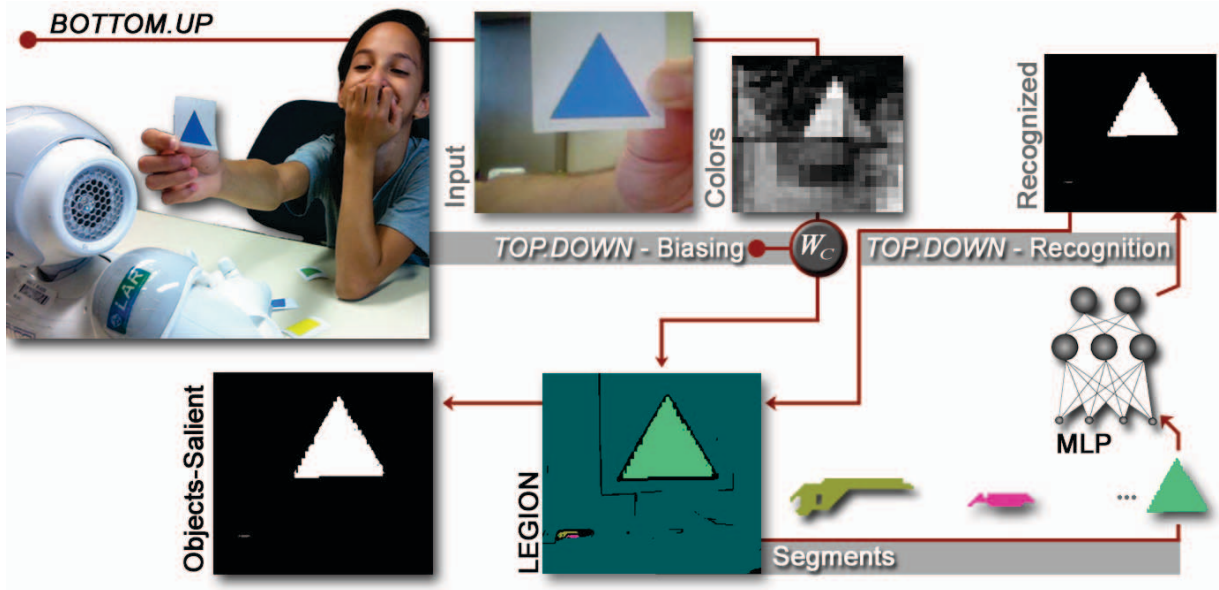 BOTTOM.UP
Input
Colors
Recognized
TOP.DOWN - Biasing
W_C
TOP.DOWN - Recognition
LAR
Objects-Salient
LEGION
MLP
...
Segments